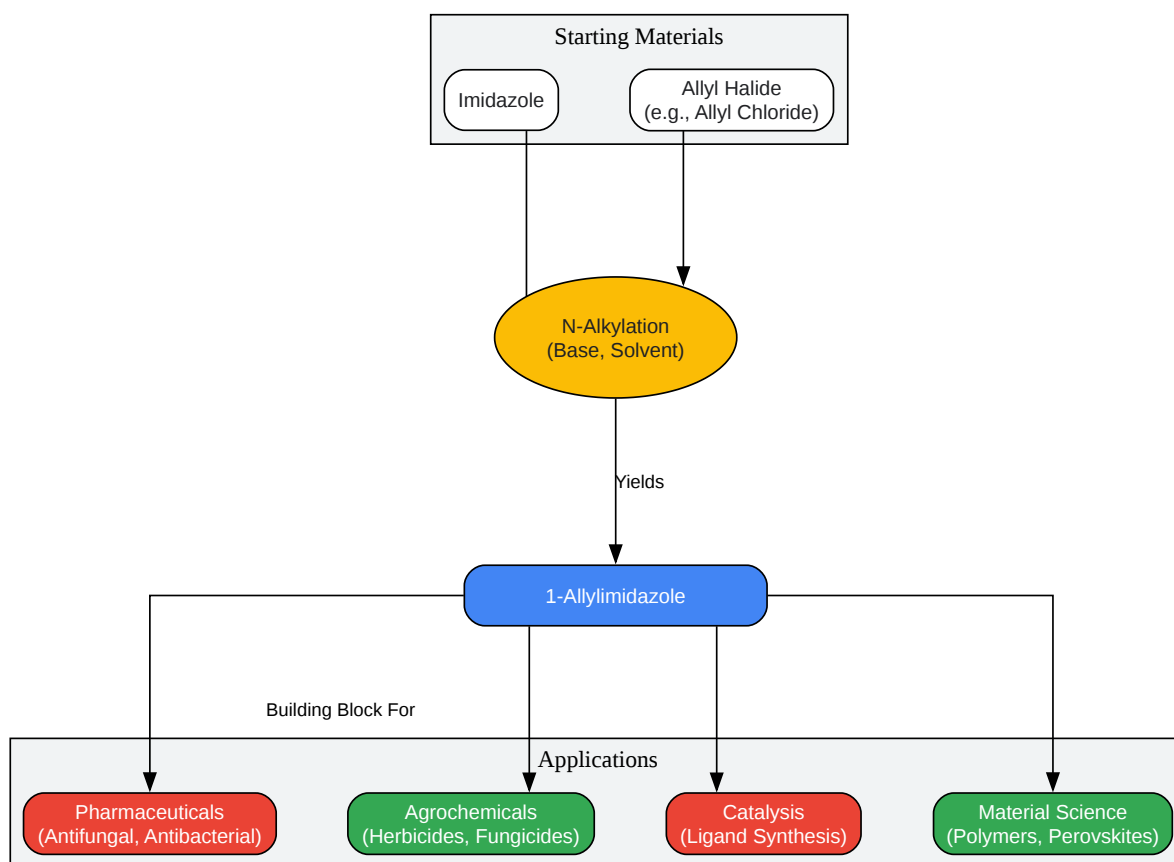 Starting Materials
Imidazole
Allyl Halide
(e.g., Allyl Chloride)
N-Alkylation
(Base, Solvent)
Yields
1-Allylimidazole
Building Block For
Applications
Pharmaceuticals
(Antifungal, Antibacterial)
Agrochemicals
(Herbicides, Fungicides)
Catalysis
(Ligand Synthesis)
Material Science
(Polymers, Perovskites)